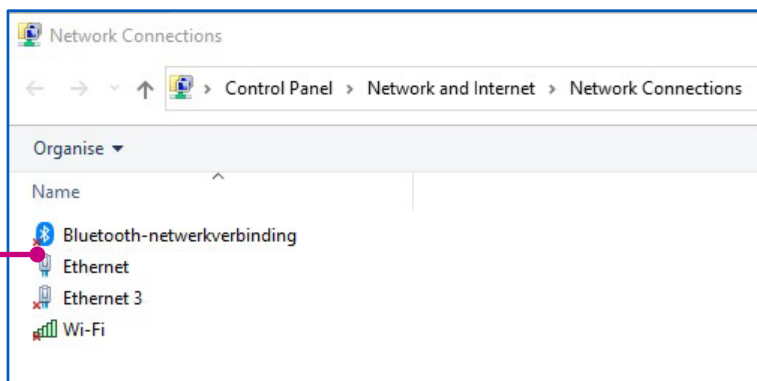 Network Connections
Control Panel > Network and Internet > Network Connections
Organise
Name
Bluetooth-netwerkverbinding
Ethernet
Ethernet 3
Wi-Fi